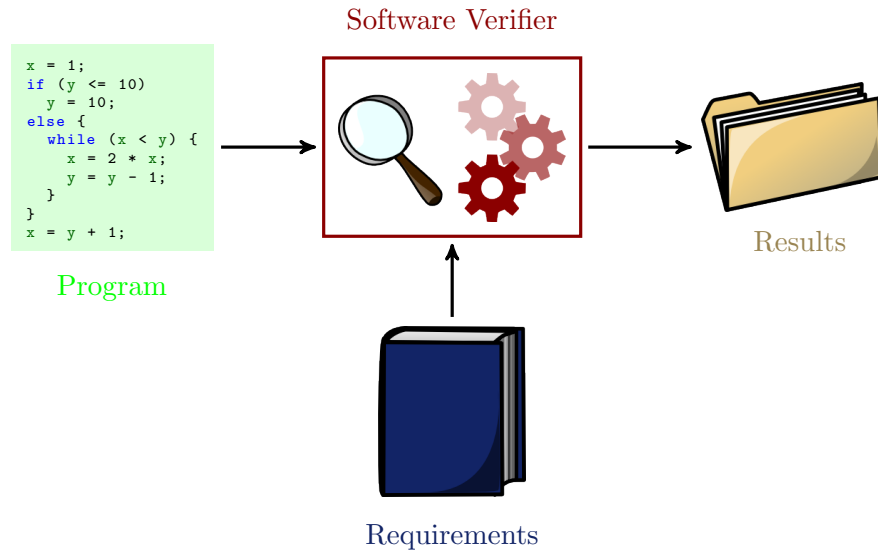 Software Verifier
x = 1;
if (y <= 10)
  y = 10;
else {
  while (x < y) {
    x = 2 * x;
    y = y - 1;
  }
}
x = y + 1;
Program
Results
Requirements